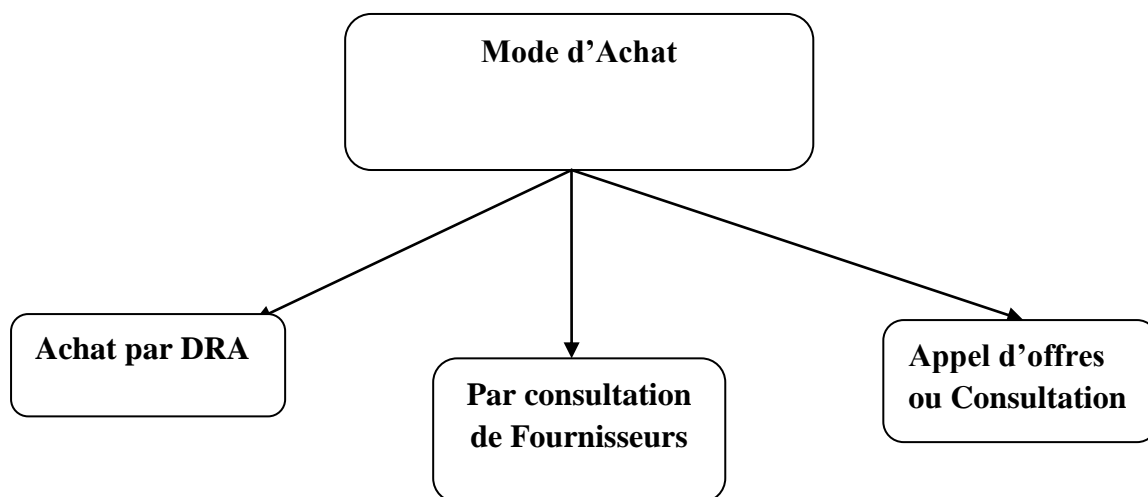 Mode d’Achat
Achat par DRA
Par consultation
de Fournisseurs
Appel d’offres
ou Consultation